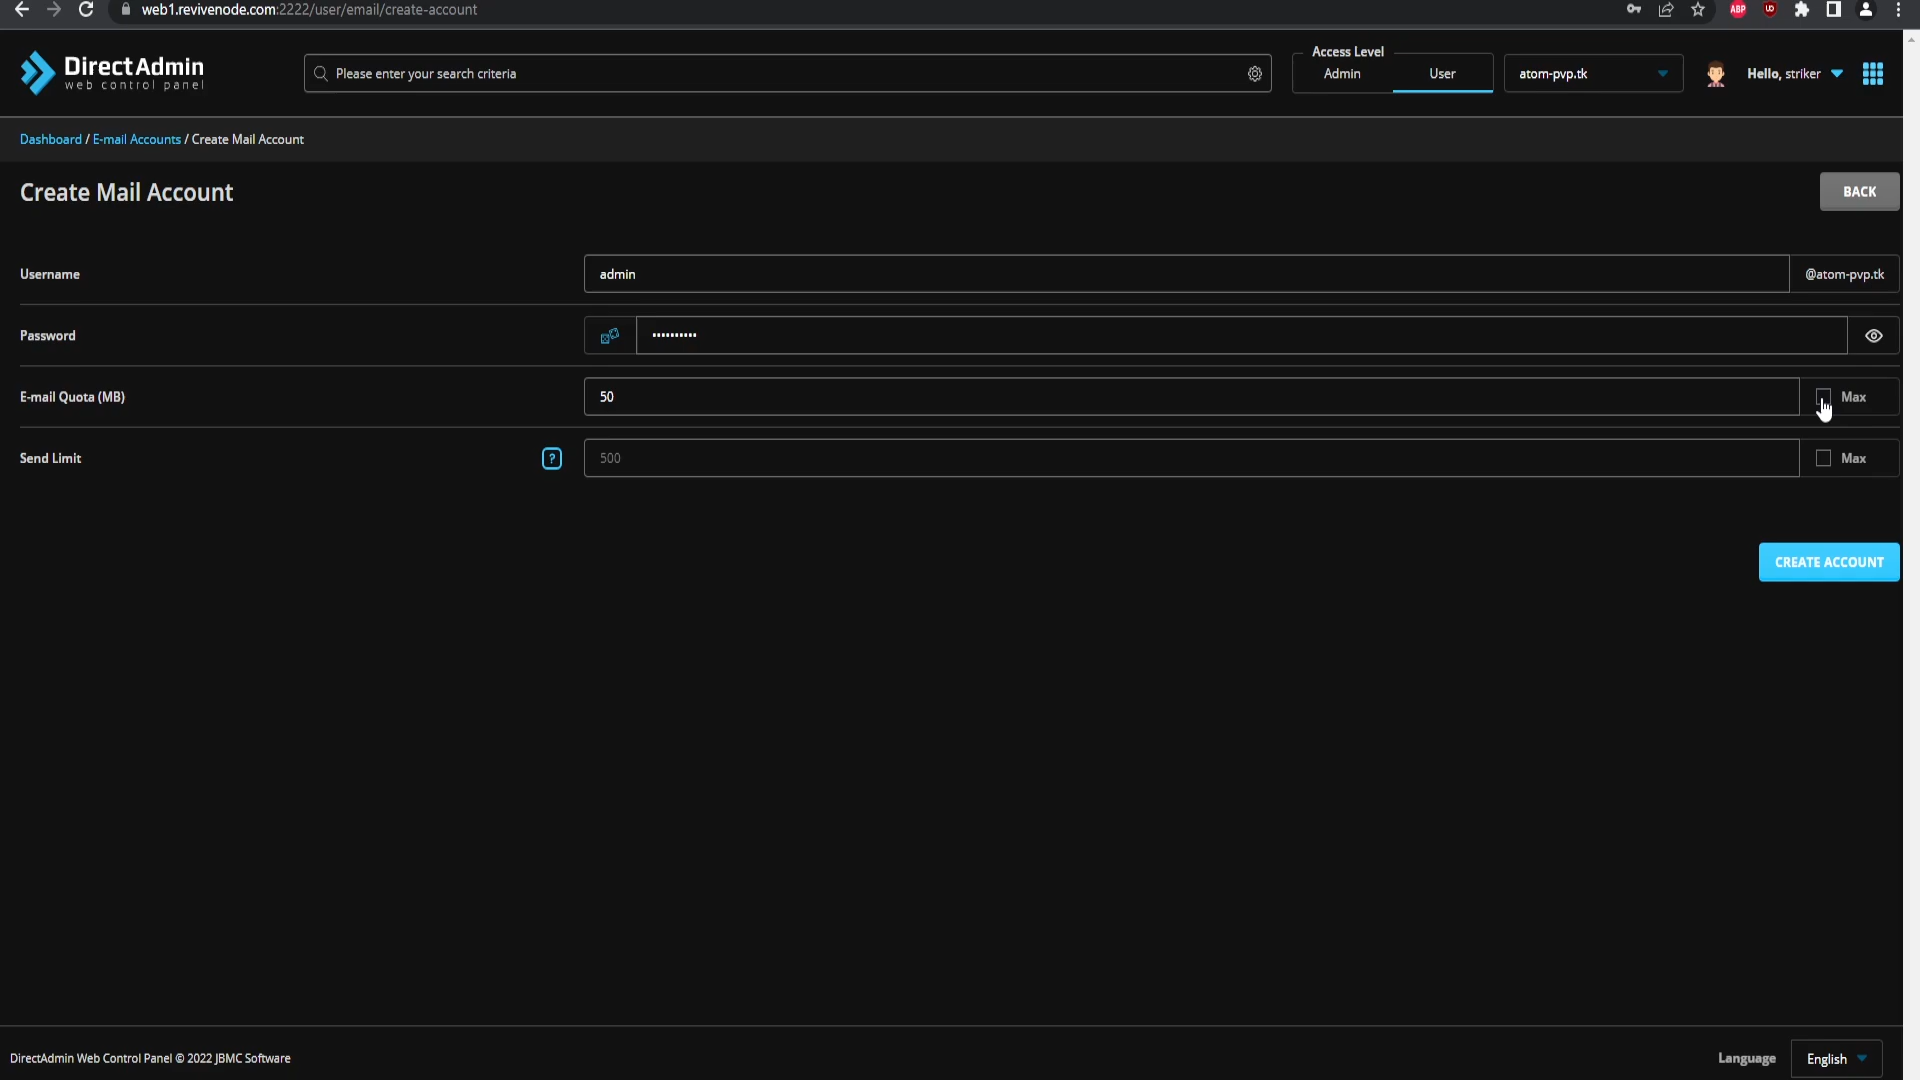 web1.revivenode.com:2222/user/email/create-account
ABP
UD
DirectAdmin
web control panel
Please enter your search criteria
Access Level
Admin
User
atom-pvp.tk
Hello, striker
Dashboard / E-mail Accounts / Create Mail Account
Create Mail Account
BACK
Username
admin
@atom-pvp.tk
Password
••••••••••
E-mail Quota (MB)
50
Max
Send Limit
?
500
Max
CREATE ACCOUNT
DirectAdmin Web Control Panel © 2022 JBMC Software
Language
English